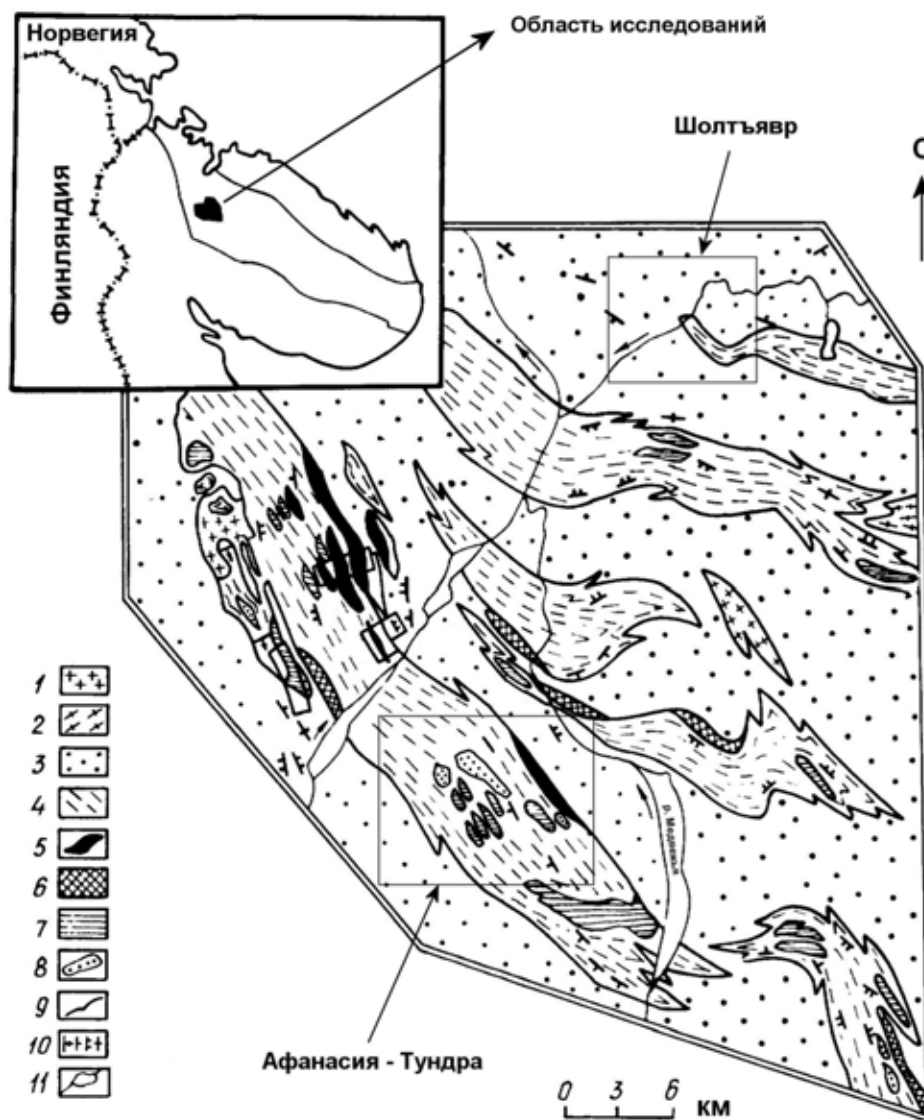 Норвегия
Область исследований
Финляндия
Шолтъявр
С
р. Медвежья
1
2
3
4
5
6
7
8
9
10
11
Афанасия - Тундра
0 3 6 км